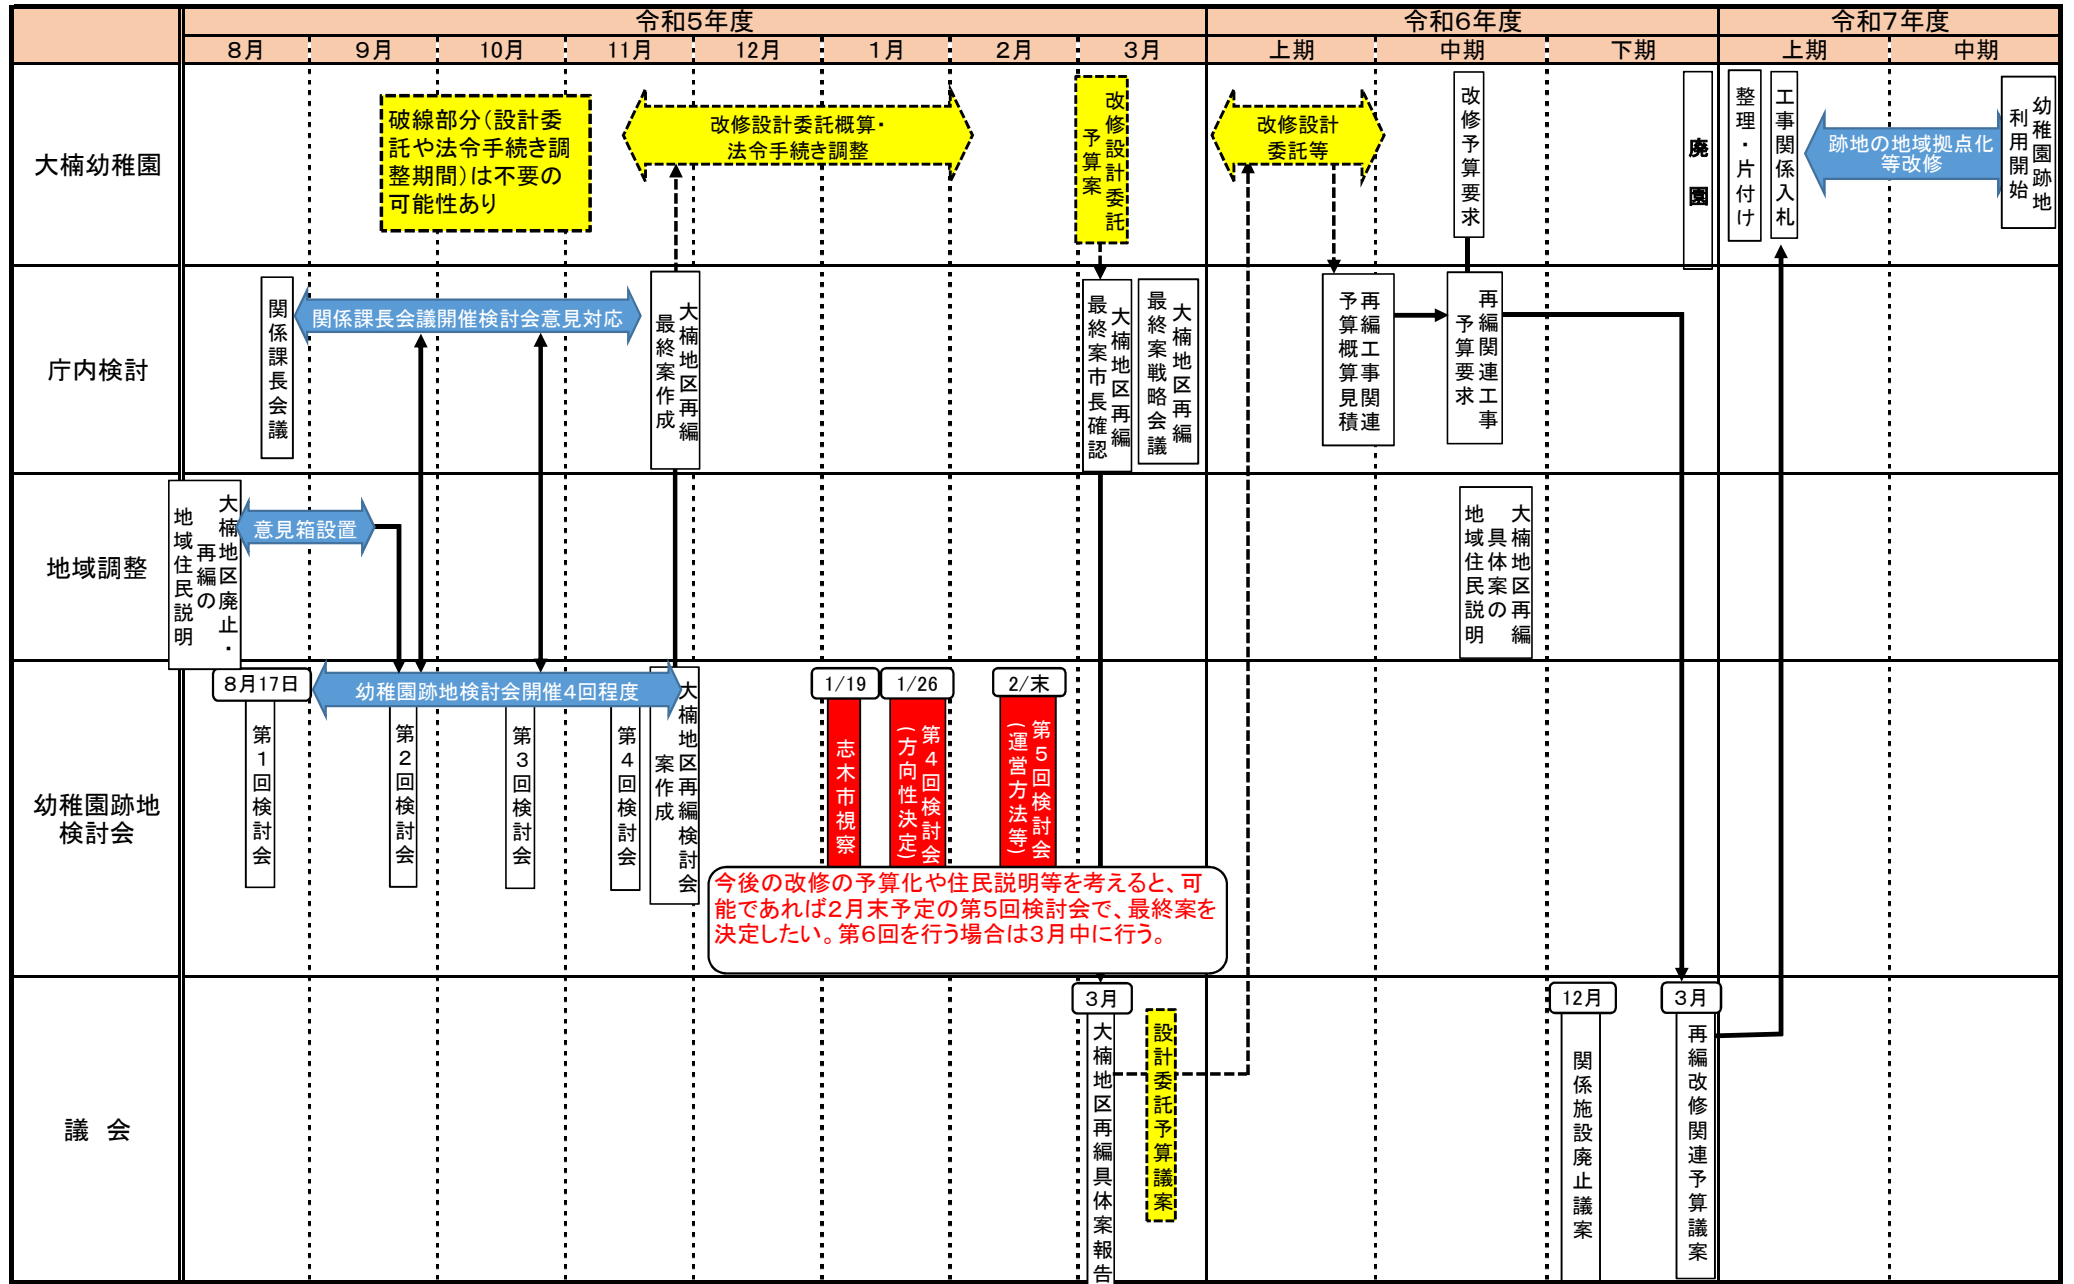 令和5年度
令和6年度
令和7年度
8月
9月
10月
11月
12月
1月
2月
3月
上期
中期
下期
上期
中期
大楠幼稚園
破線部分(設計委
託や法令手続き調
整期間)は不要の
可能性あり
改修設計委託概算・
法令手続き調整
改修設計委託
予算案
改修設計
委託等
改修予算要求
廃 園
整理・片付け
工事関係入札
跡地の地域拠点化
等改修
幼稚園跡地
利用開始
庁内検討
関係課長会議
関係課長会議開催検討会意見対応
大楠地区再編
最終案作成
大楠地区再編
最終案市長確認
大楠地区再編
最終案戦略会議
再編工事関連
予算概算見積
再編関連工事
予算要求
地域調整
大楠地区廃止・
再編の
地域住民説明
意見箱設置
大楠地区再編
具体案の
地域住民説明
幼稚園跡地
検討会
8月17日
幼稚園跡地検討会開催4回程度
第1回検討会
第2回検討会
第3回検討会
第4回検討会
大楠地区再編検討会
案作成
1/19
志木市視察
1/26
第4回検討会
(方向性決定)
2/末
第5回検討会
(運営方法等)
今後の改修の予算化や住民説明等を考えると、可
能であれば2月末予定の第5回検討会で、最終案を
決定したい。第6回を行う場合は3月中に行う。
議 会
3月
大楠地区再編具体案報告
設計委託予算議案
12月
関係施設廃止議案
3月
再編改修関連予算議案